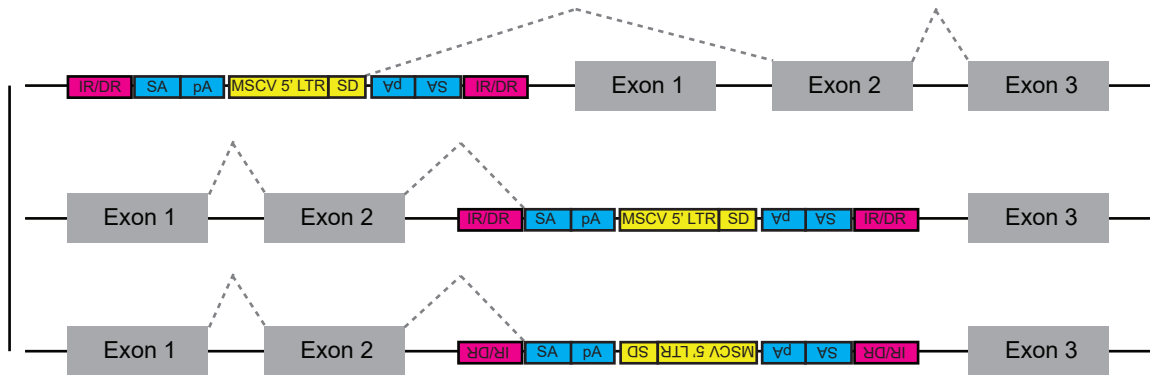 IR/DR SA pA MSCV 5' LTR SD pA SA IR/DR Exon 1 Exon 2 Exon 3
Exon 1 Exon 2 IR/DR SA pA MSCV 5' LTR SD pA SA IR/DR Exon 3
Exon 1 Exon 2 IR/DR SA pA SD MSCV 5' LTR pA SA IR/DR Exon 3